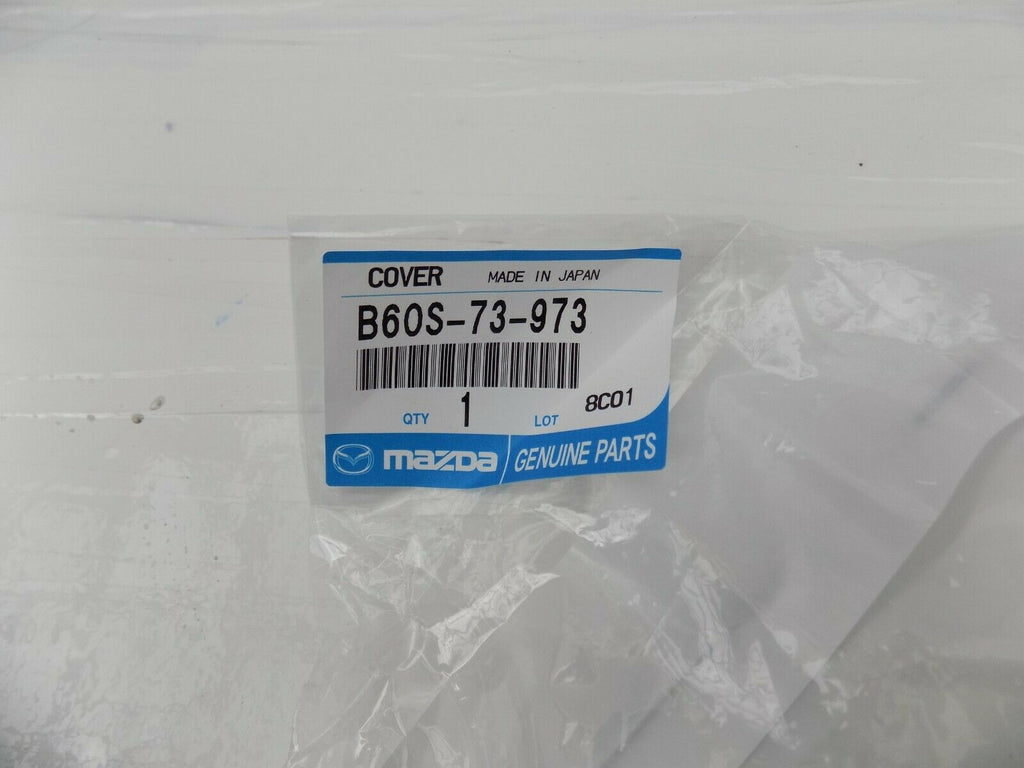 COVER MADE IN JAPAN
B60S-73-973
QTY 1 LOT 8C01
mazda GENUINE PARTS